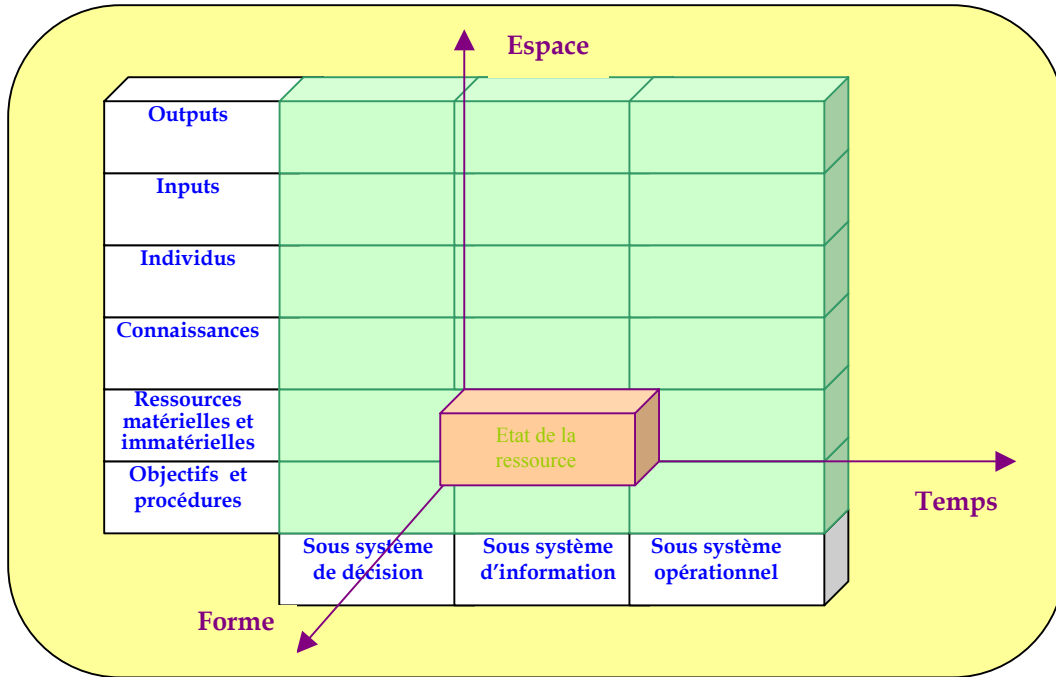 Espace
Outputs
Inputs
Individus
Connaissances
Ressources
matérielles et
immatérielles
Etat de la
ressource
Objectifs et
procédures
Temps
Sous système
de décision
Sous système
d'information
Sous système
opérationnel
Forme